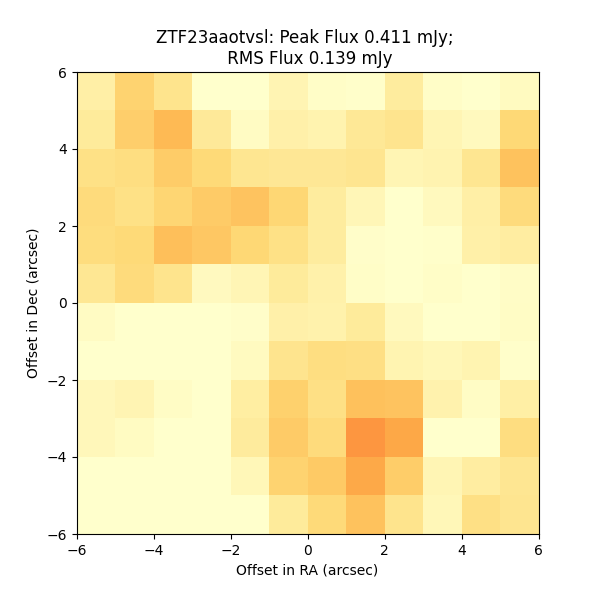 ZTF23aaotvsl: Peak Flux 0.411 mJy;
RMS Flux 0.139 mJy
6
4
2
0
−2
−4
−6
Offset in Dec (arcsec)
−6 −4 −2 0 2 4 6
Offset in RA (arcsec)